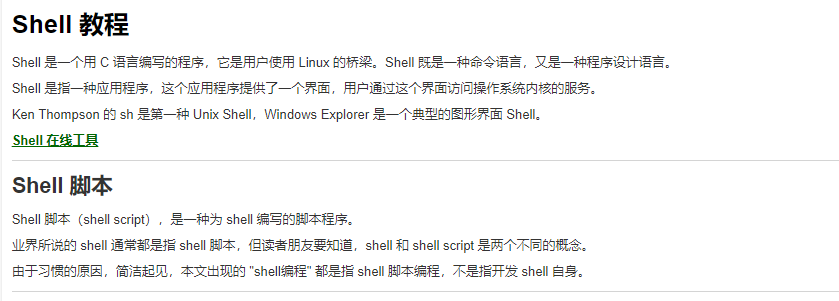 Shell 教程
Shell 是一个用 C 语言编写的程序，它是用户使用 Linux 的桥梁。Shell 既是一种命令语言，又是一种程序设计语言。
Shell 是指一种应用程序，这个应用程序提供了一个界面，用户通过这个界面访问操作系统内核的服务。
Ken Thompson 的 sh 是第一种 Unix Shell，Windows Explorer 是一个典型的图形界面 Shell。
Shell 在线工具
Shell 脚本
Shell 脚本（shell script），是一种为 shell 编写的脚本程序。
业界所说的 shell 通常都是指 shell 脚本，但读者朋友要知道，shell 和 shell script 是两个不同的概念。
由于习惯的原因，简洁起见，本文出现的 "shell编程" 都是指 shell 脚本编程，不是指开发 shell 自身。